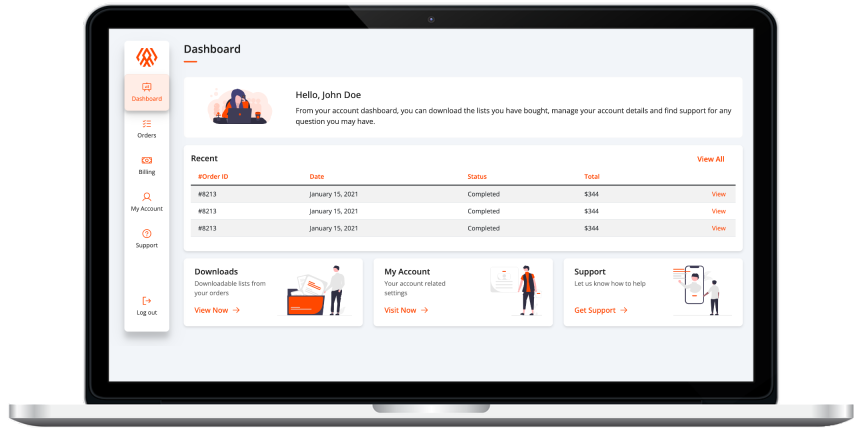 Dashboard
Dashboard
Orders
Billing
My Account
Support
Log out
Hello, John Doe
From your account dashboard, you can download the lists you have bought, manage your account details and find support for any
question you may have.
Recent
View All
#Order ID Date Status Total
#8213 January 15, 2021 Completed $344 View
#8213 January 15, 2021 Completed $344 View
#8213 January 15, 2021 Completed $344 View
Downloads
Downloadable lists from
your orders
View Now →
My Account
Your account related
settings
Visit Now →
Support
Let us know how to help
Get Support →